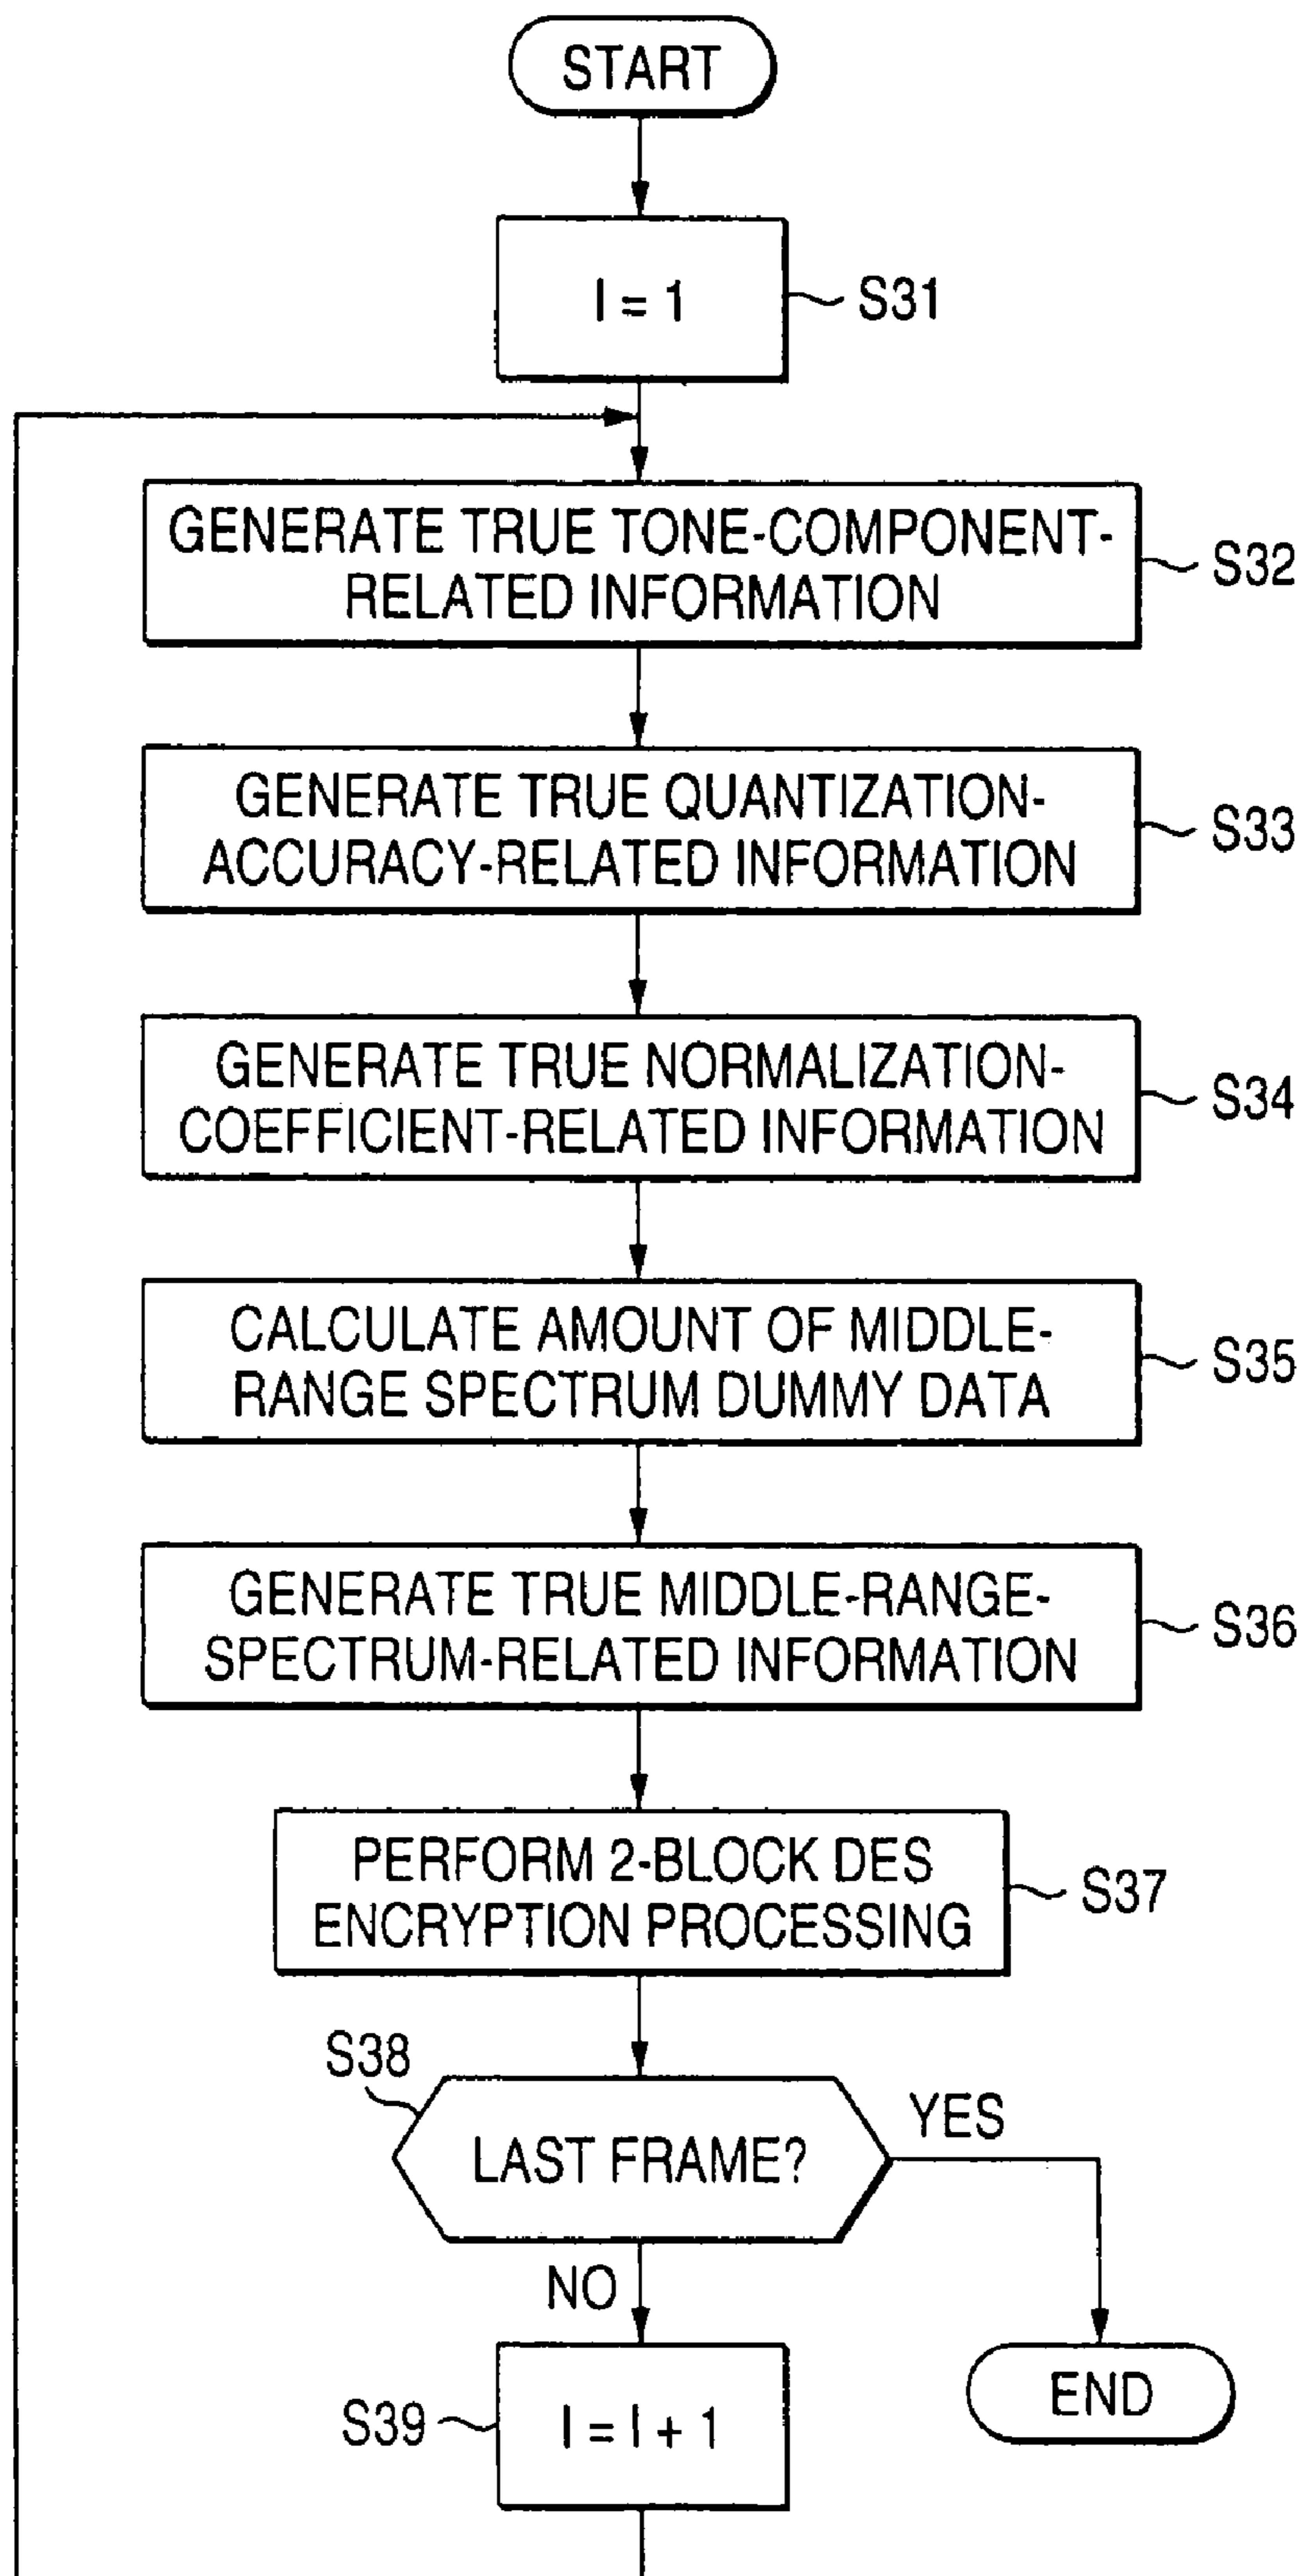 START
I = 1
S31
GENERATE TRUE TONE-COMPONENT-
RELATED INFORMATION
S32
GENERATE TRUE QUANTIZATION-
ACCURACY-RELATED INFORMATION
S33
GENERATE TRUE NORMALIZATION-
COEFFICIENT-RELATED INFORMATION
S34
CALCULATE AMOUNT OF MIDDLE-
RANGE SPECTRUM DUMMY DATA
S35
GENERATE TRUE MIDDLE-RANGE-
SPECTRUM-RELATED INFORMATION
S36
PERFORM 2-BLOCK DES
ENCRYPTION PROCESSING
S37
S38
LAST FRAME?
YES
NO
S39
I = I + 1
END